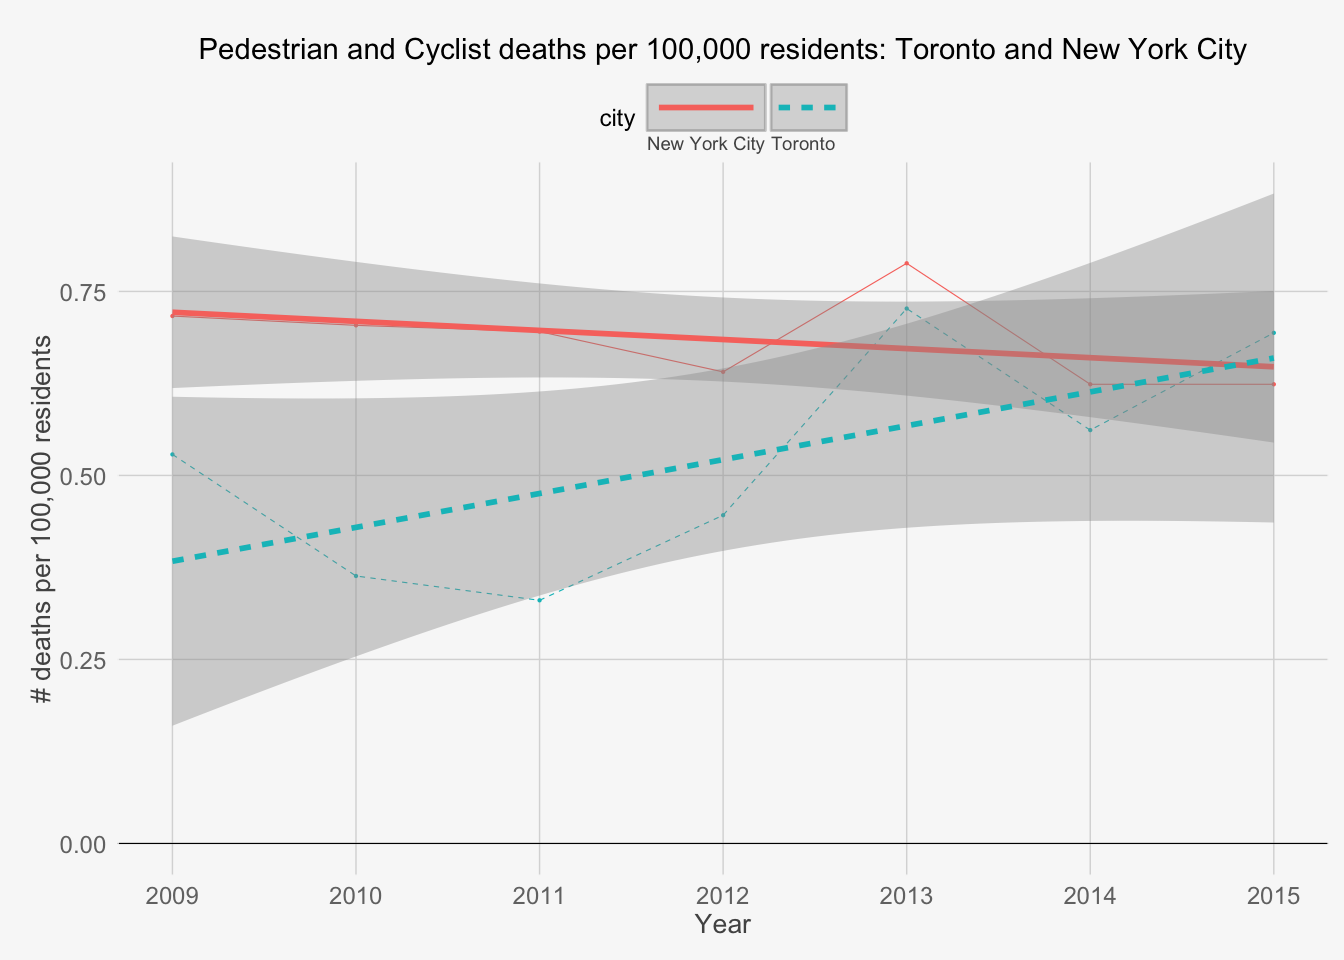 Pedestrian and Cyclist deaths per 100,000 residents: Toronto and New York City
city
New York City Toronto
# deaths per 100,000 residents
0.75
0.50
0.25
0.00
2009 2010 2011 2012 2013 2014 2015
Year